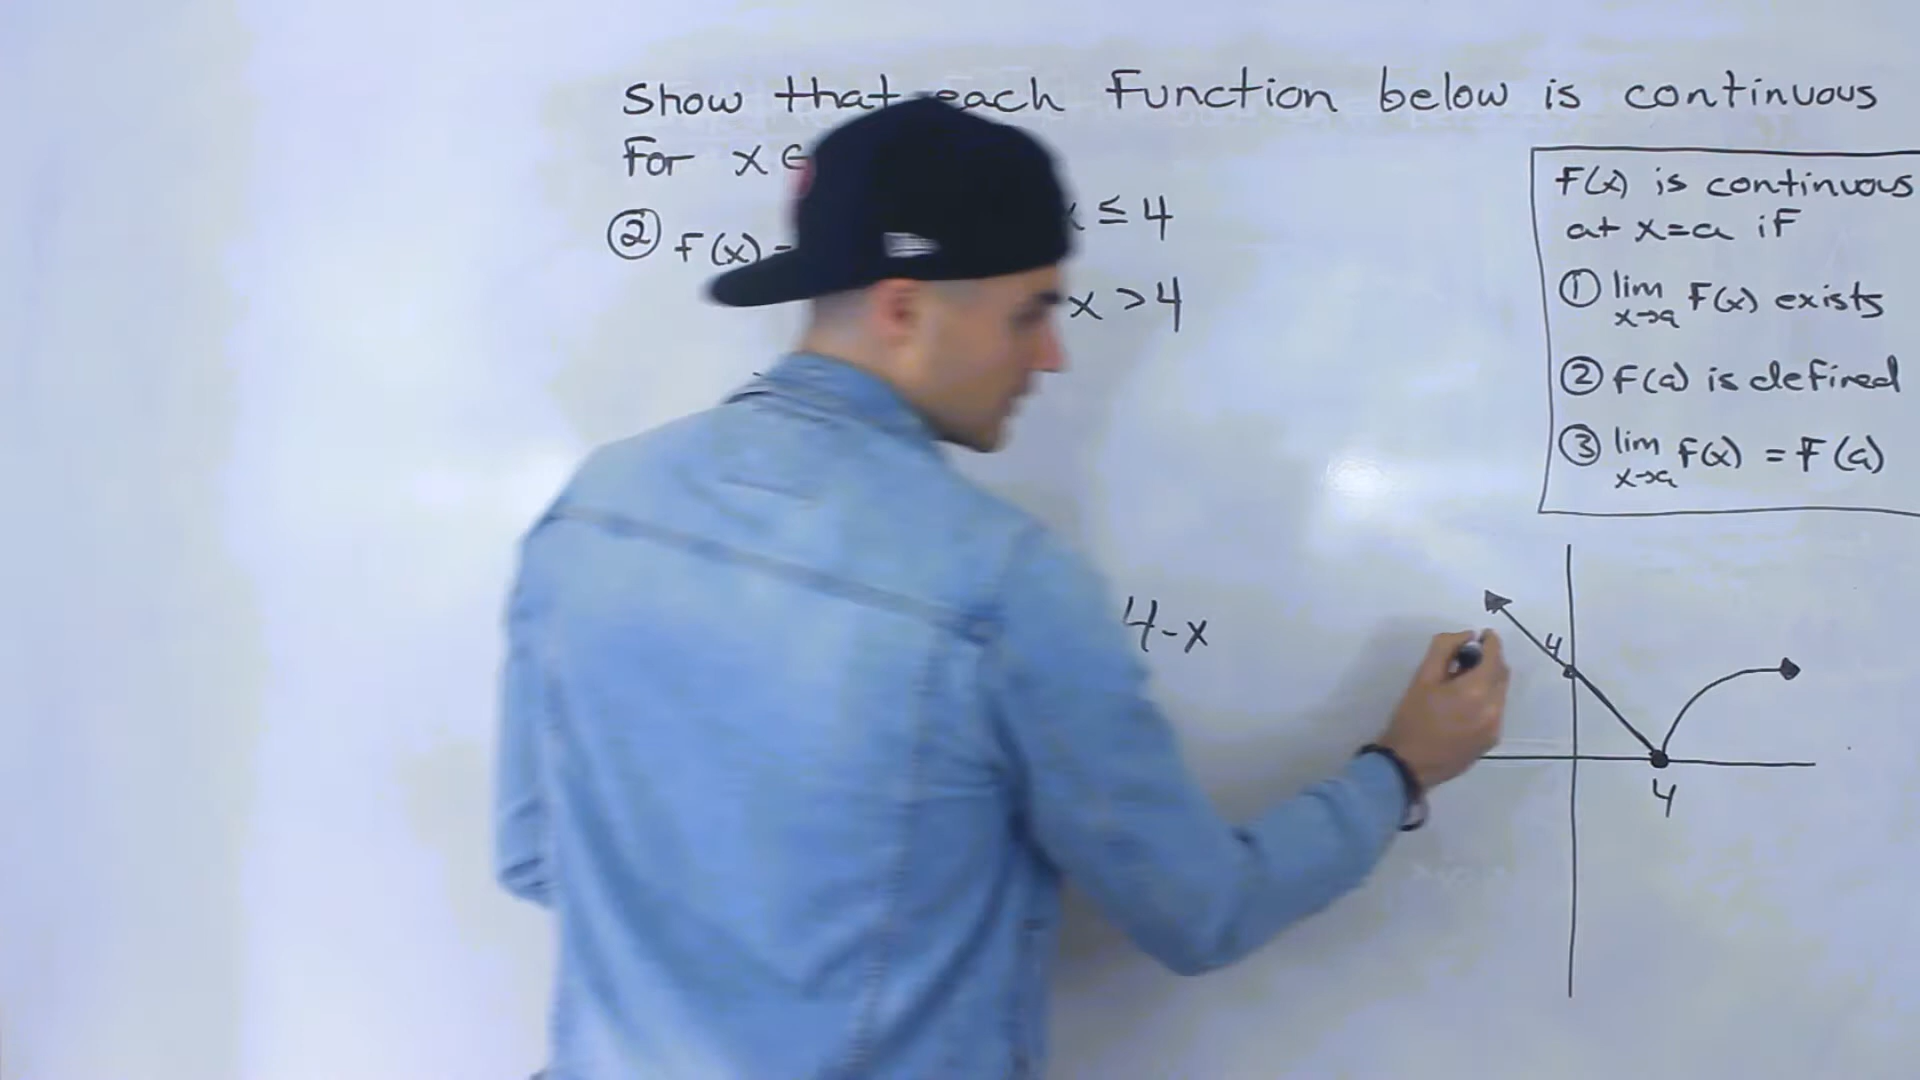 Show that each function below is continuous
for x ∈
② f(x) =
x ≤ 4
x > 4
f(x) is continuous
at x=a if
① lim x→a f(x) exists
② f(a) is defined
③ lim x→a f(x) = f(a)
4-x
4
4